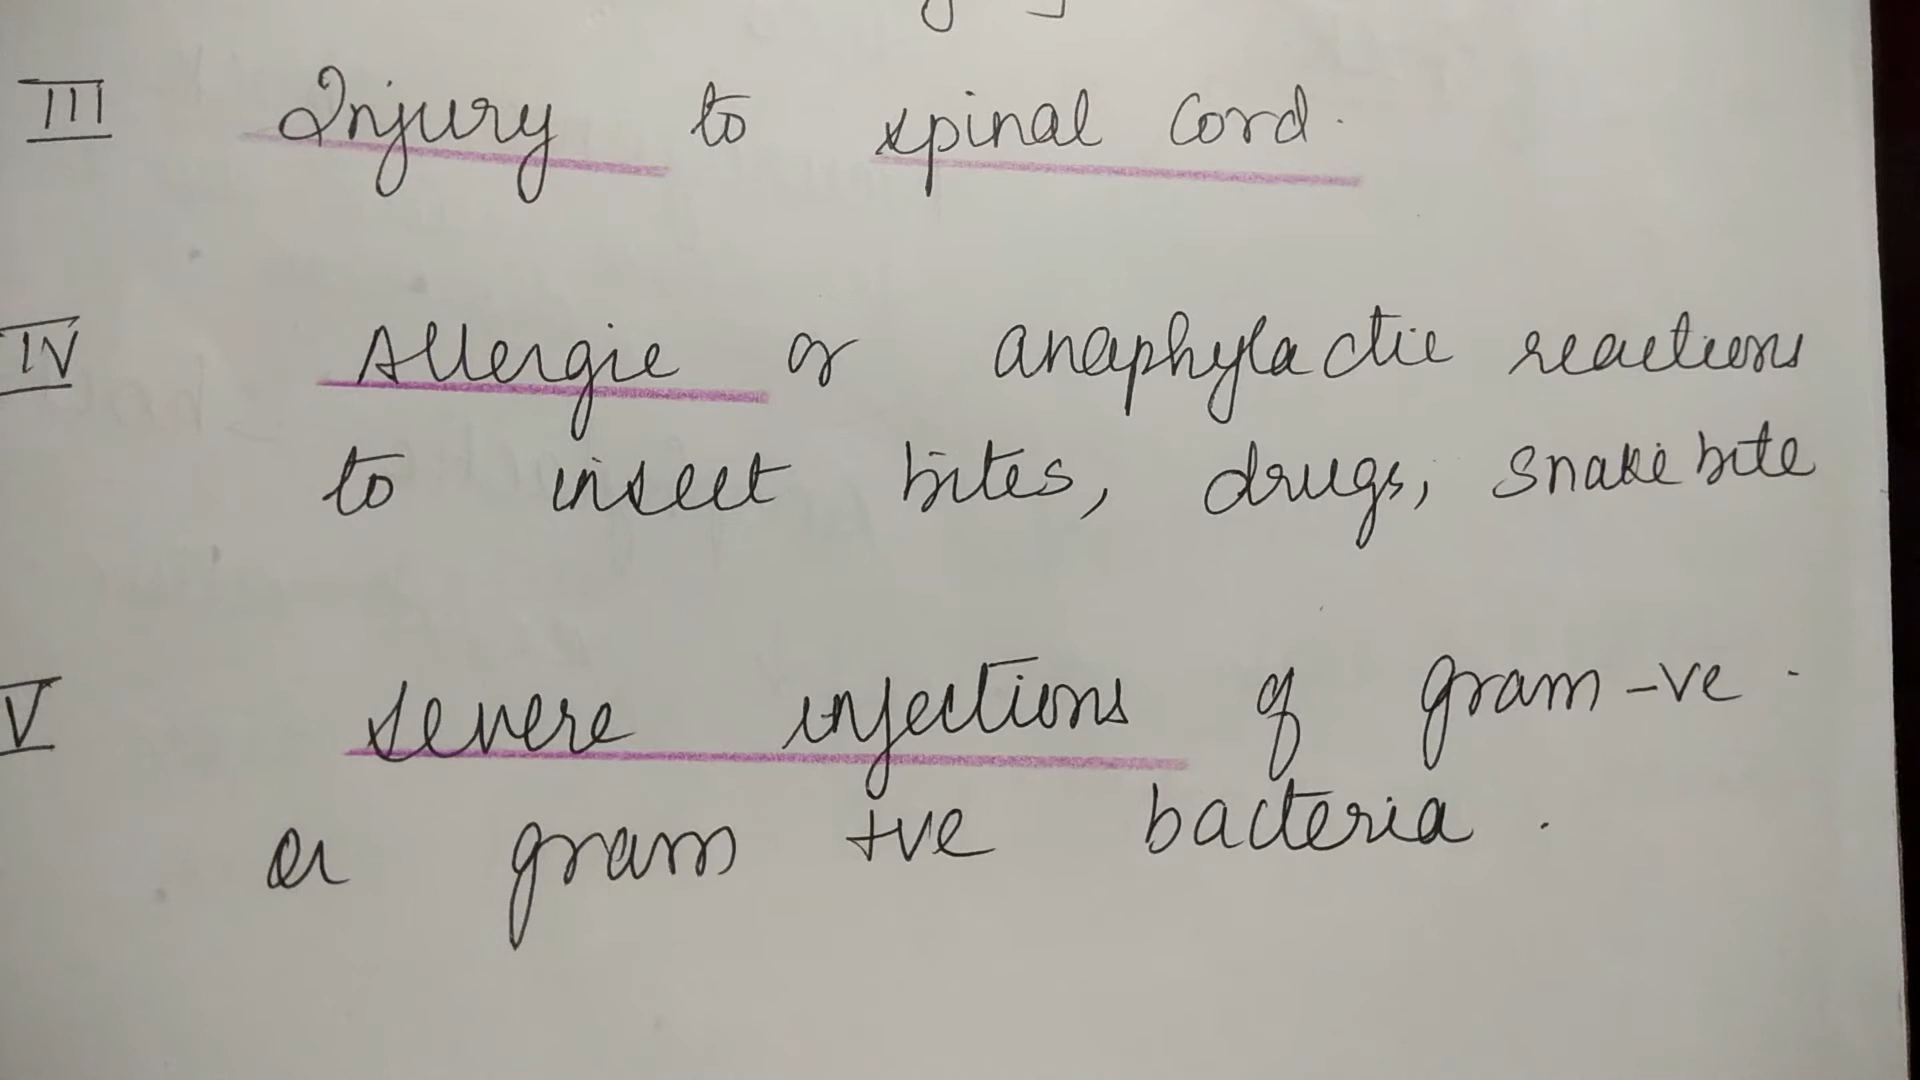 III Injury to spinal cord.
IV Allergic or anaphylactic reactions
to insect bites, drugs, snake bite
V Severe infections of gram -ve
or gram +ve bacteria.